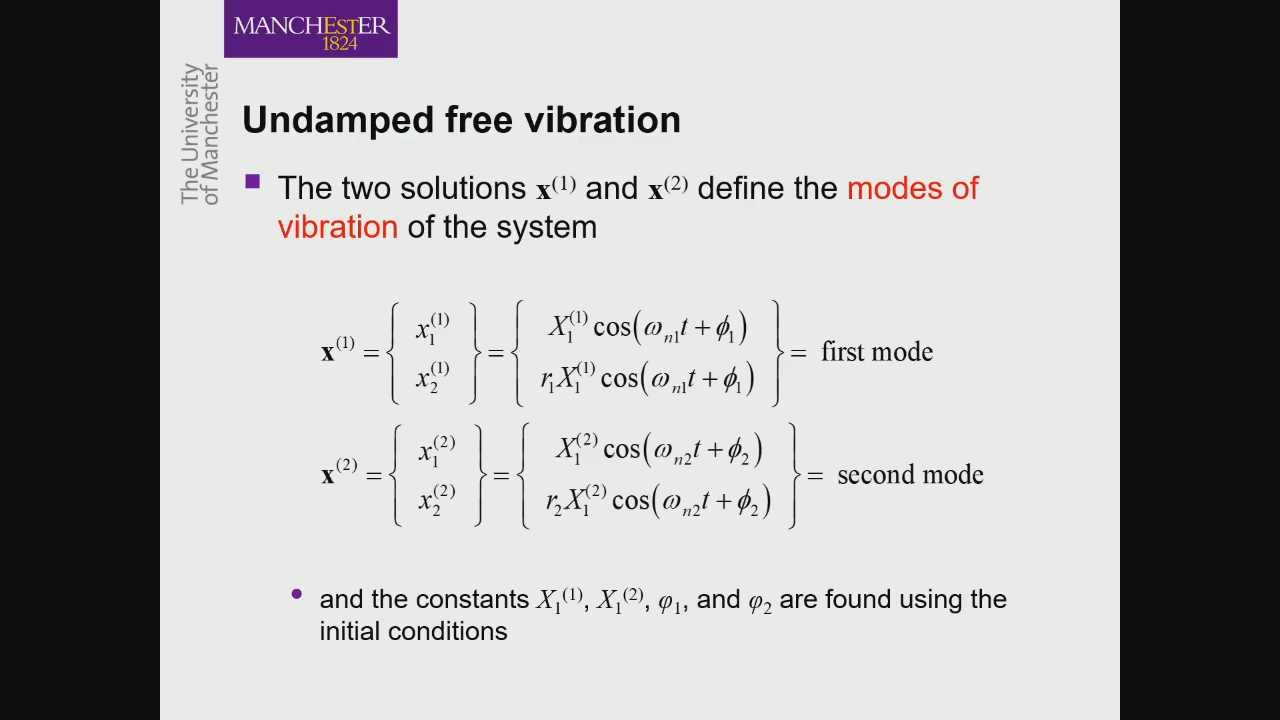 MANCHESTER
1824
The University
of Manchester
Undamped free vibration
The two solutions x⁽¹⁾ and x⁽²⁾ define the modes of
vibration of the system
x⁽¹⁾ = { x₁⁽¹⁾ x₂⁽¹⁾ } = { X₁⁽¹⁾ cos(ωₙ₁t + ϕ₁) r₁X₁⁽¹⁾ cos(ωₙ₁t + ϕ₁) } = first mode
x⁽²⁾ = { x₁⁽²⁾ x₂⁽²⁾ } = { X₁⁽²⁾ cos(ωₙ₂t + ϕ₂) r₂X₁⁽²⁾ cos(ωₙ₂t + ϕ₂) } = second mode
and the constants X₁⁽¹⁾, X₁⁽²⁾, φ₁, and φ₂ are found using the
initial conditions